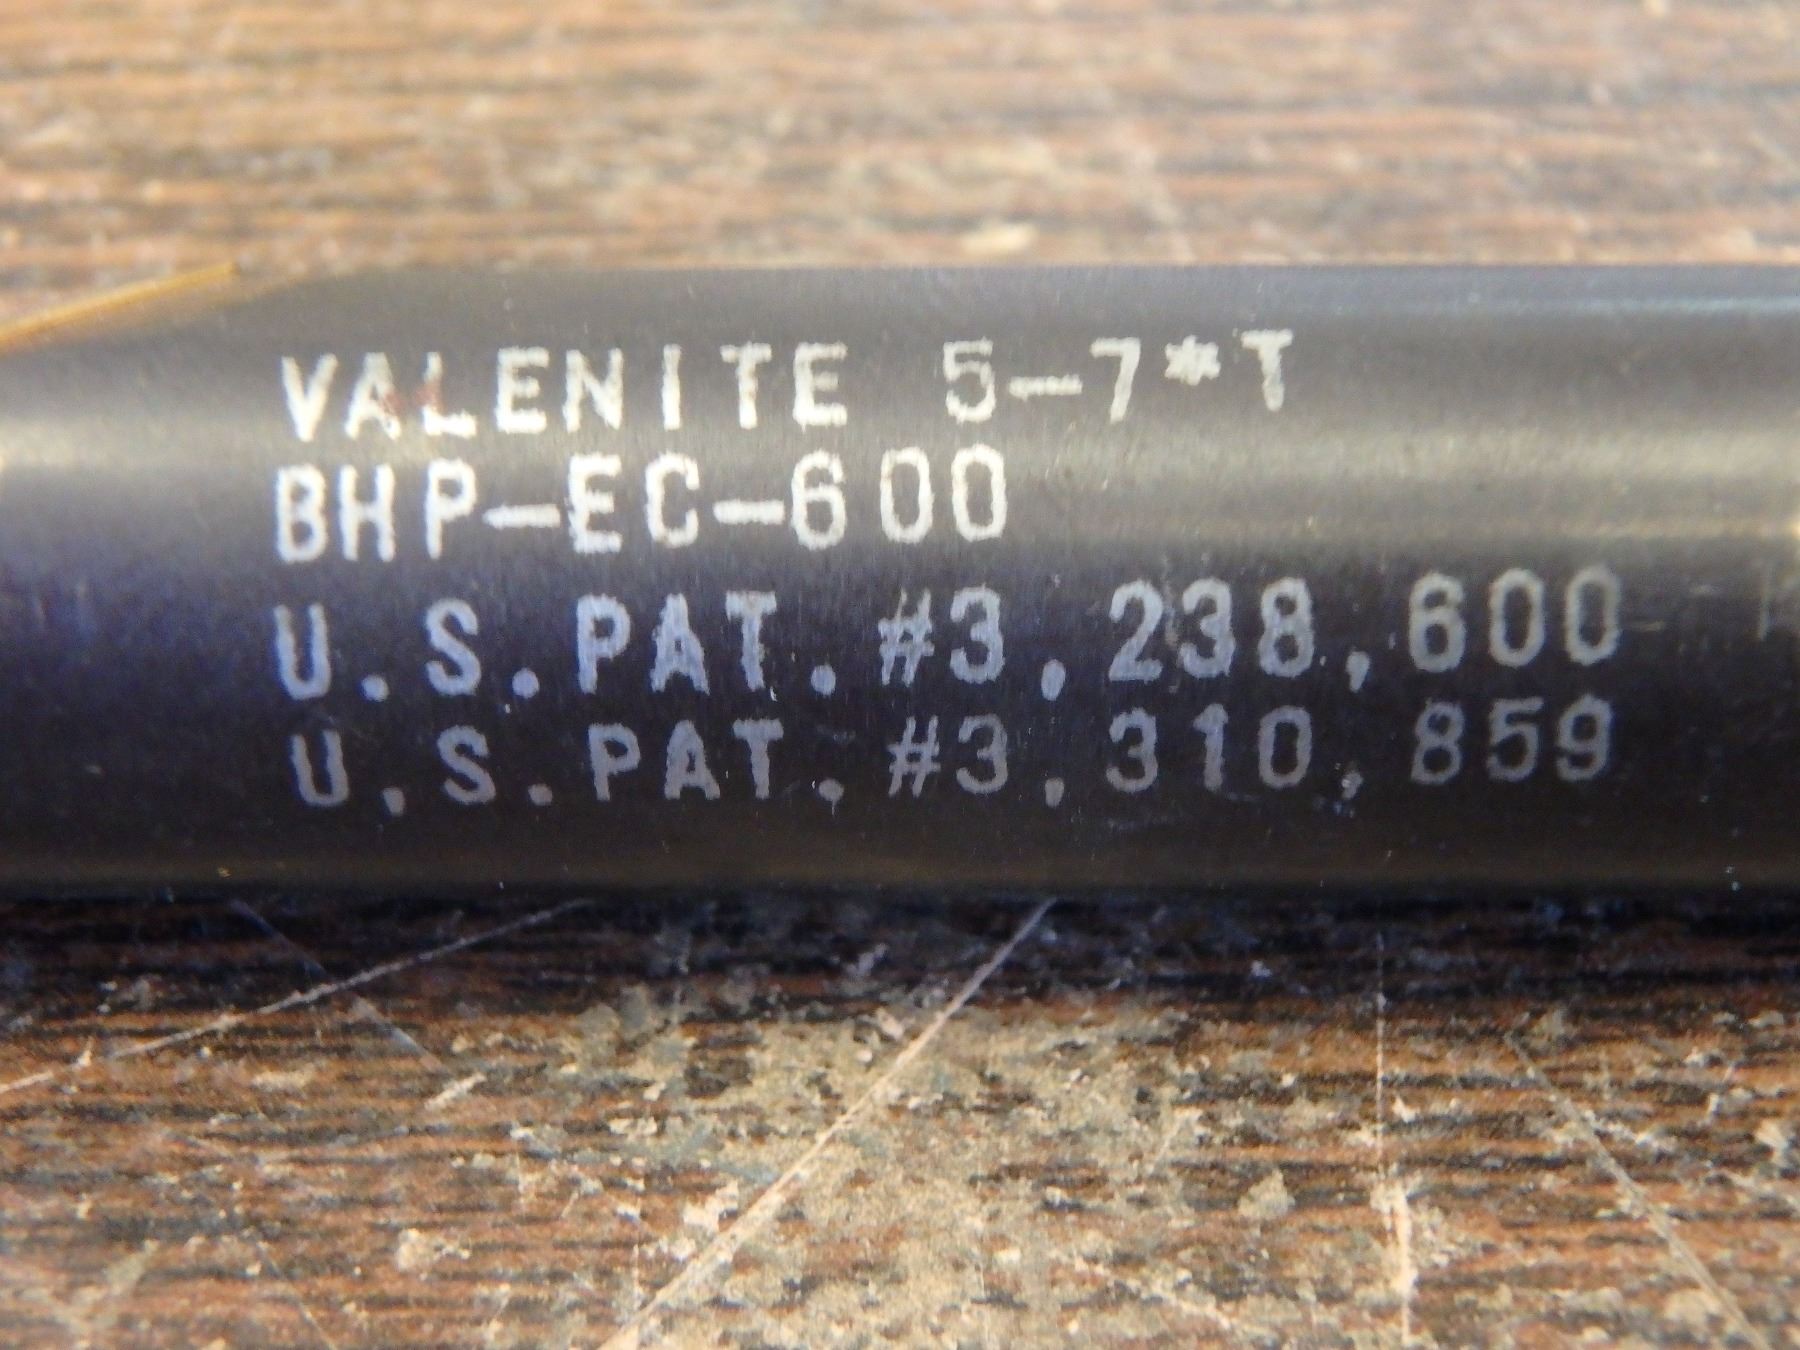 VALENITE 5-7*T
BHP-EC-600
U.S.PAT.#3,238,600
U.S.PAT.#3,310,859